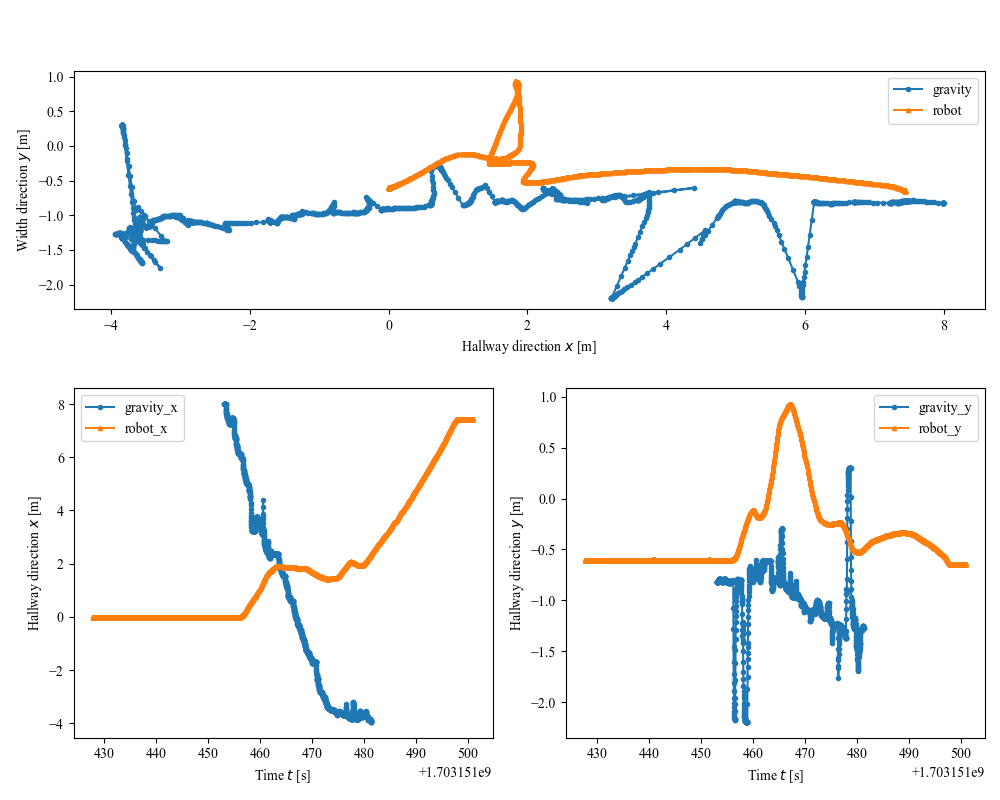 1.0
0.5
0.0
−0.5
−1.0
−1.5
−2.0
Width direction y [m]
gravity
robot
−4 −2 0 2 4 6 8
Hallway direction x [m]
8
6
4
2
0
−2
−4
Hallway direction x [m]
gravity_x
robot_x
430 440 450 460 470 480 490 500
Time t [s]
+1.703151e9
1.0
0.5
0.0
−0.5
−1.0
−1.5
−2.0
Hallway direction y [m]
gravity_y
robot_y
430 440 450 460 470 480 490 500
Time t [s]
+1.703151e9